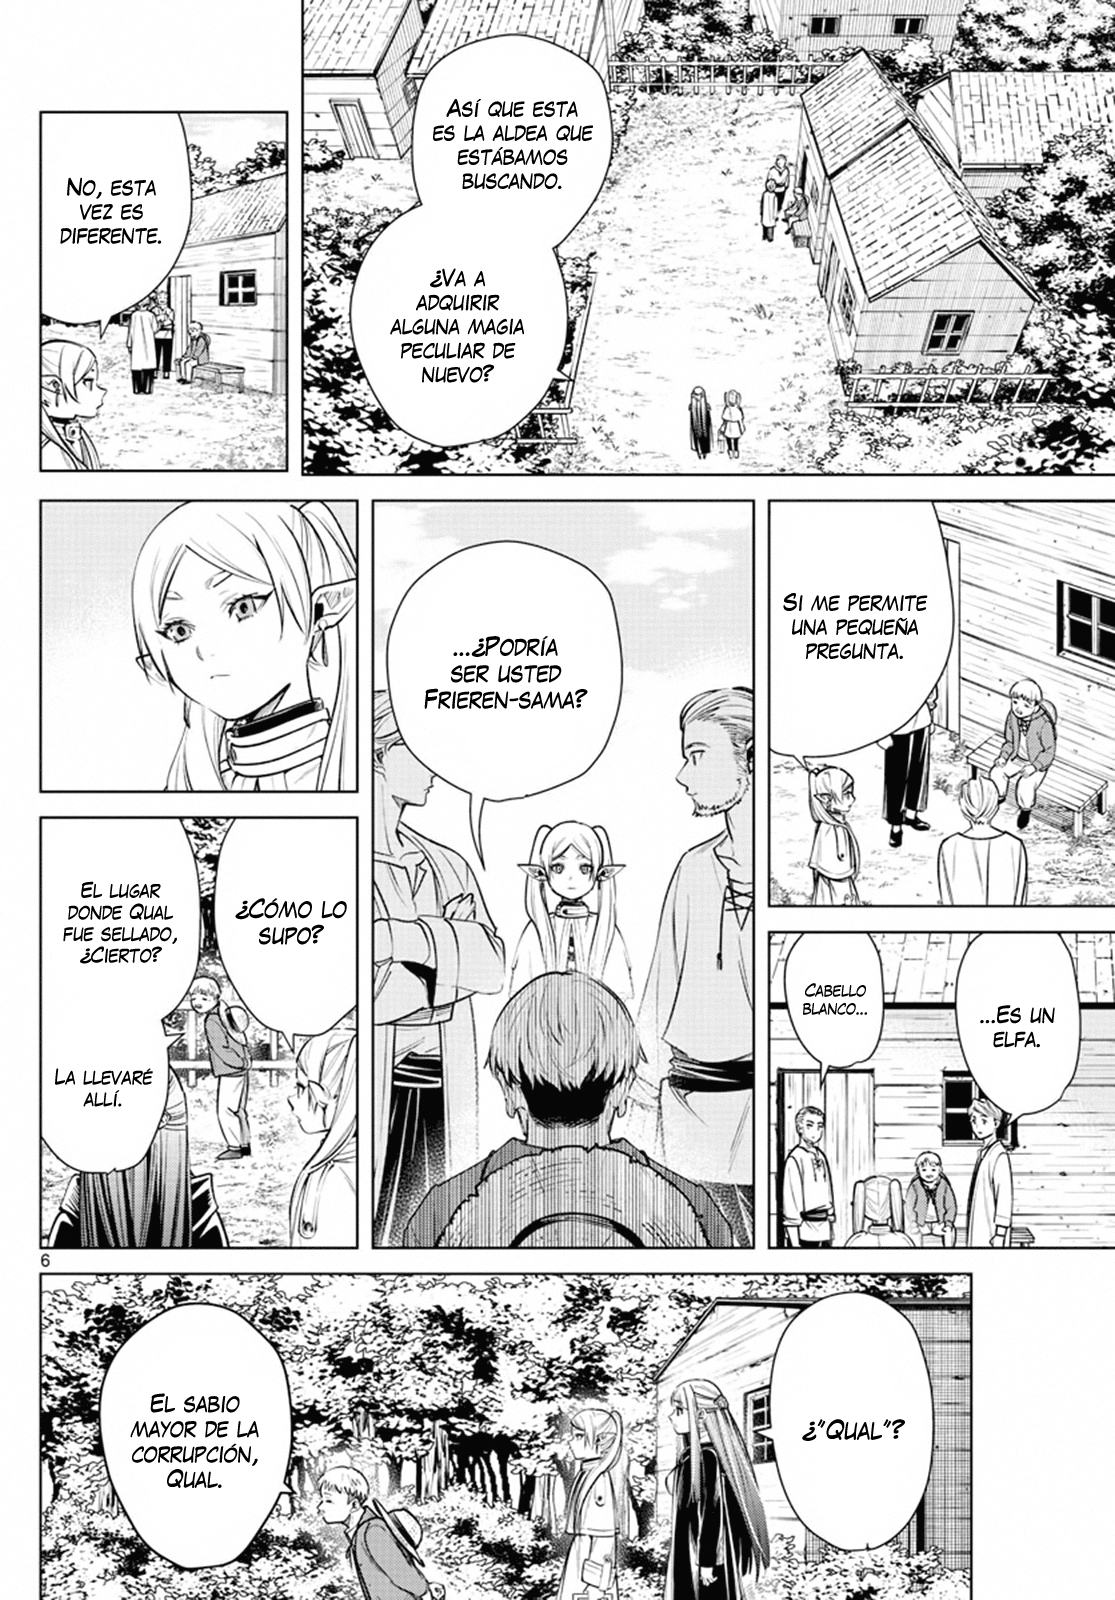 Así que esta
es la aldea que
estábamos
buscando.
¿Va a
adquirir
alguna magia
peculiar de
nuevo?
No, esta
vez es
diferente.
Si me permite
una pequeña
pregunta.
...¿Podría
ser usted
Frieren-sama?
...Es un
elfa.
Cabello
blanco...
¿Cómo lo
supo?
El lugar
donde Qual
fue sellado,
¿Cierto?
La llevaré
allí.
6
¿"Qual"?
El sabio
mayor de la
corrupción,
Qual.